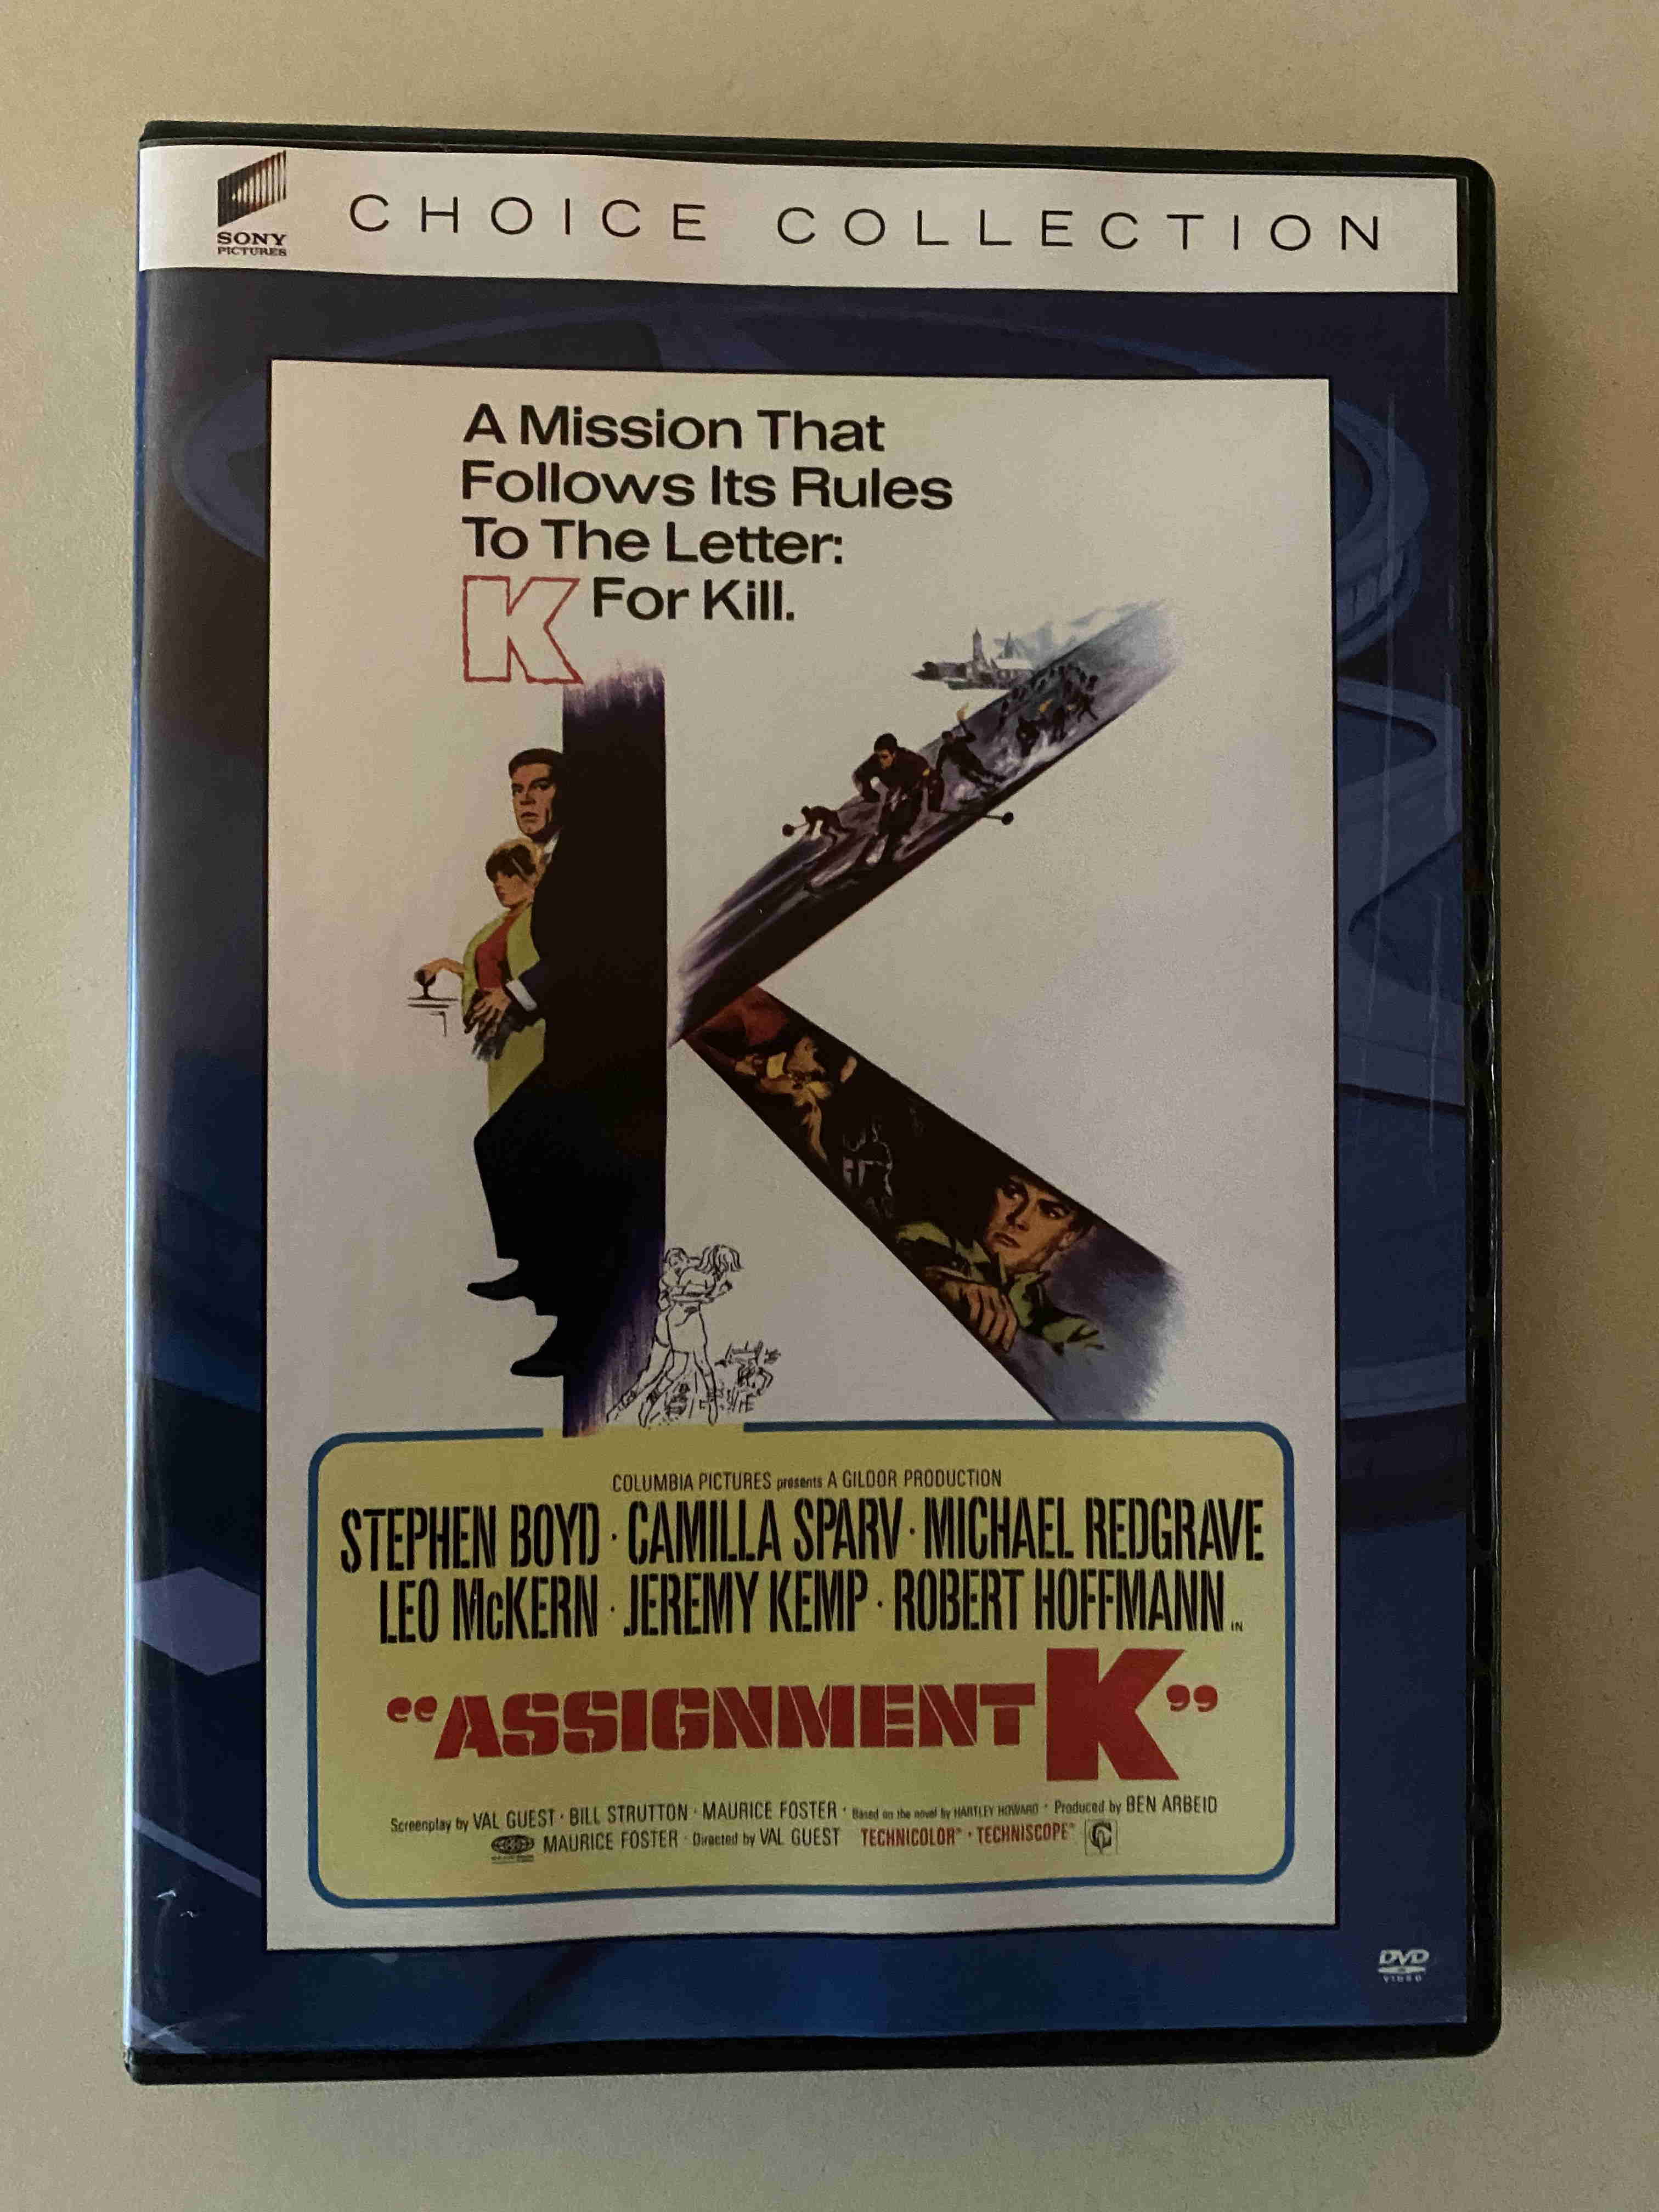 SONY
PICTURES
CHOICE COLLECTION
A Mission That
Follows Its Rules
To The Letter:
K For Kill.
COLUMBIA PICTURES presents A GILDOR PRODUCTION
STEPHEN BOYD · CAMILLA SPARV · MICHAEL REDGRAVE
LEO McKERN · JEREMY KEMP · ROBERT HOFFMANN IN
“ASSIGNMENT K”
Screenplay by VAL GUEST · BILL STRUTTON · MAURICE FOSTER · Based on the novel by HARTLEY HOWARD · Produced by BEN ARBEID
MAURICE FOSTER · Directed by VAL GUEST TECHNICOLOR® · TECHNISCOPE®
DVD
VIDEO